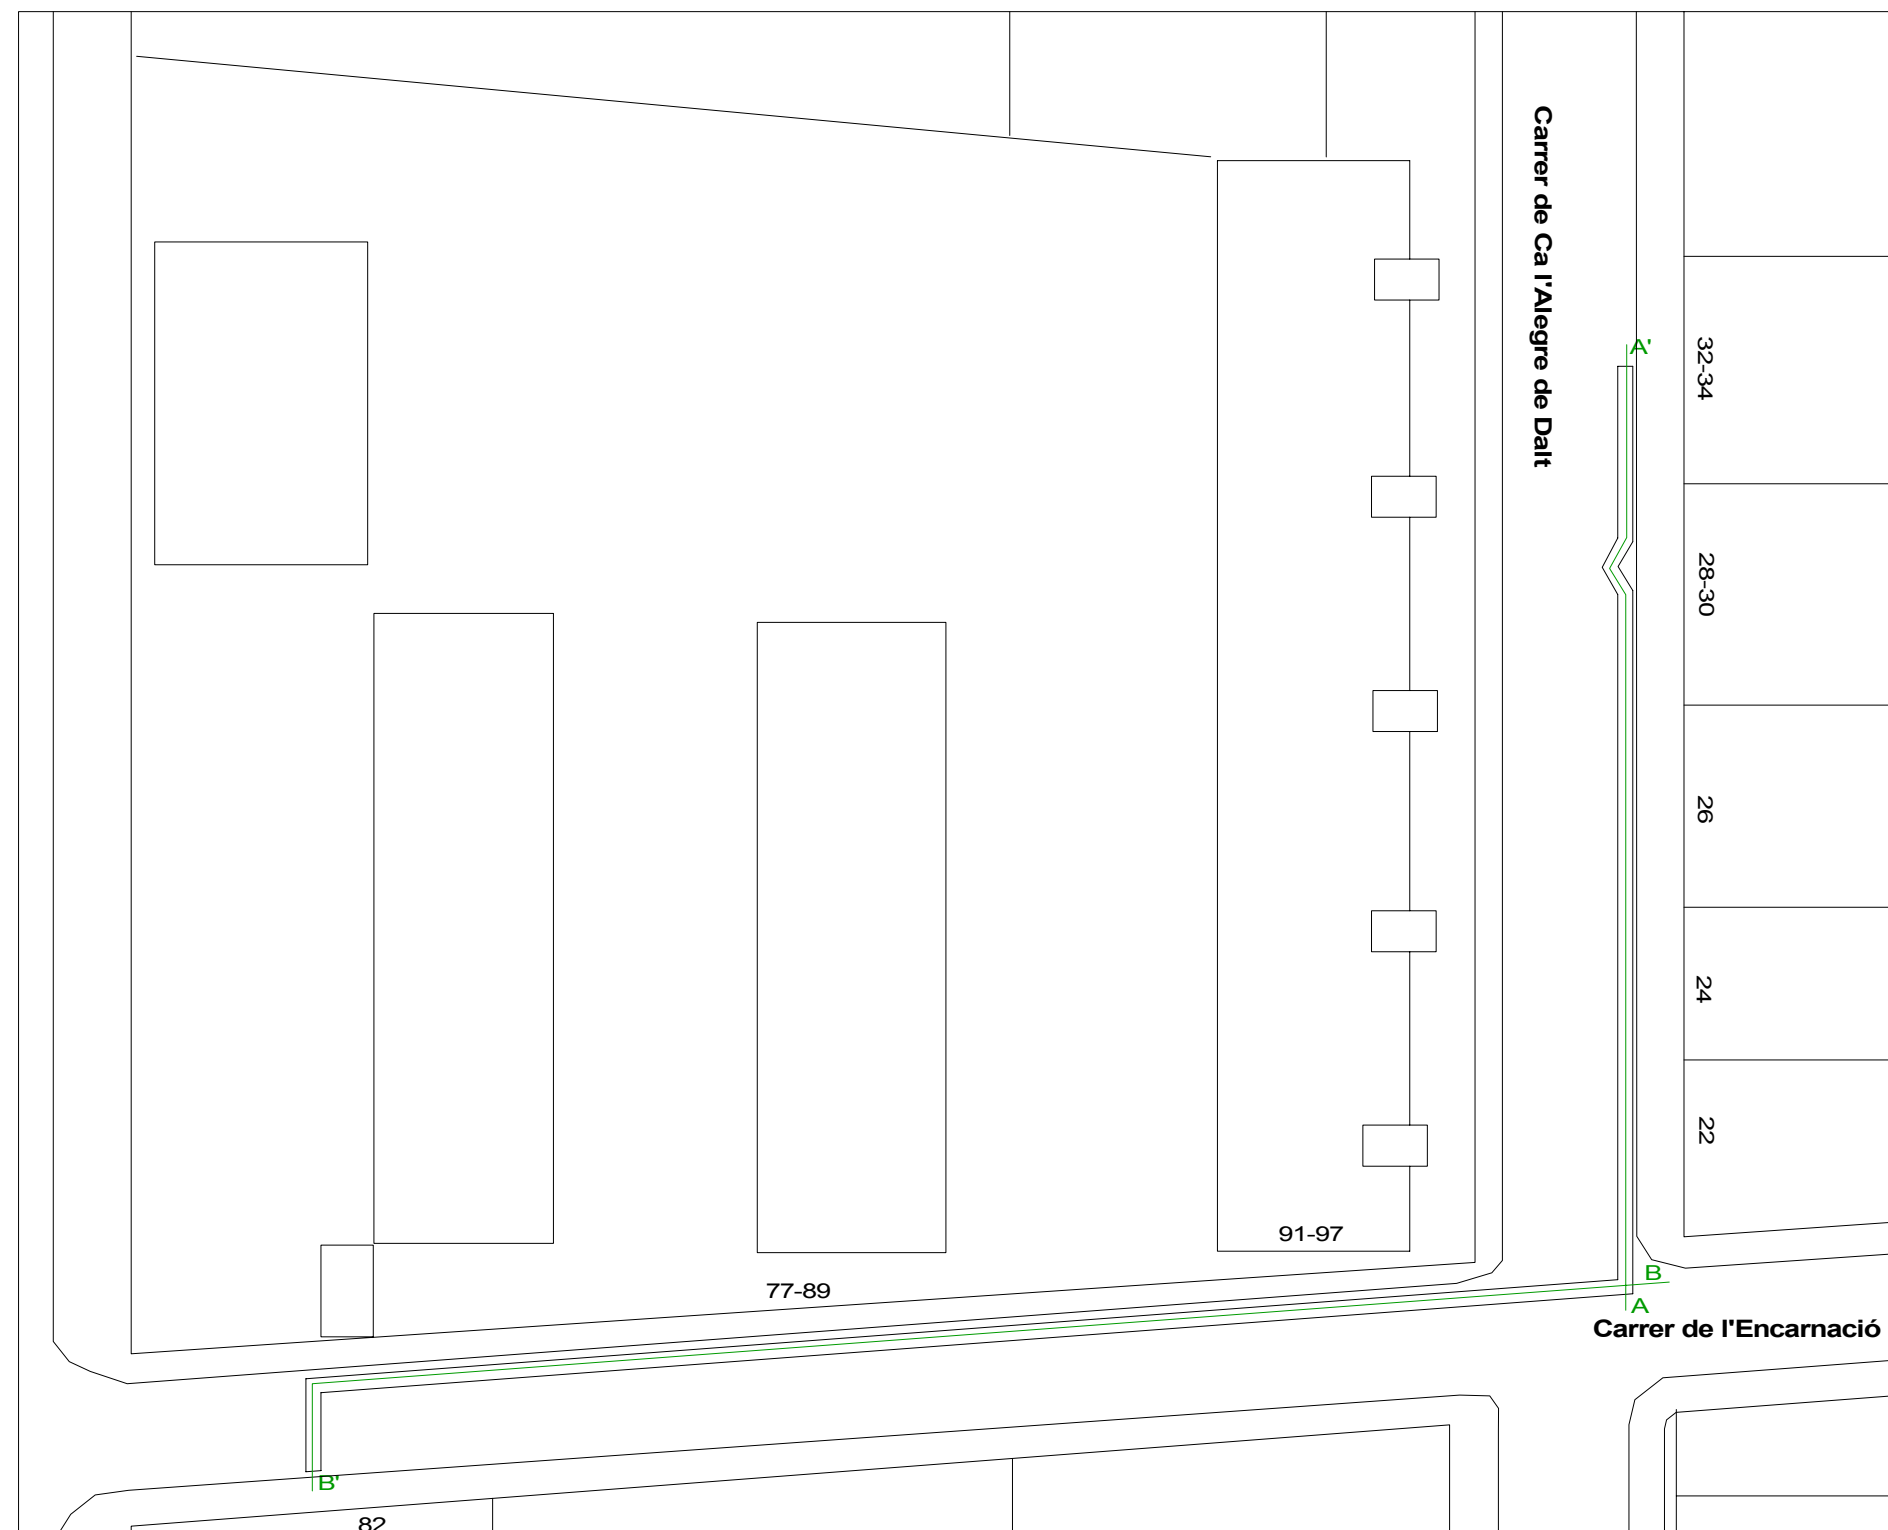 Carrer de Ca l'Alegre de Dalt
A'
32-34
28-30
26
24
22
91-97
77-89
B
A
Carrer de l'Encarnació
B'
82